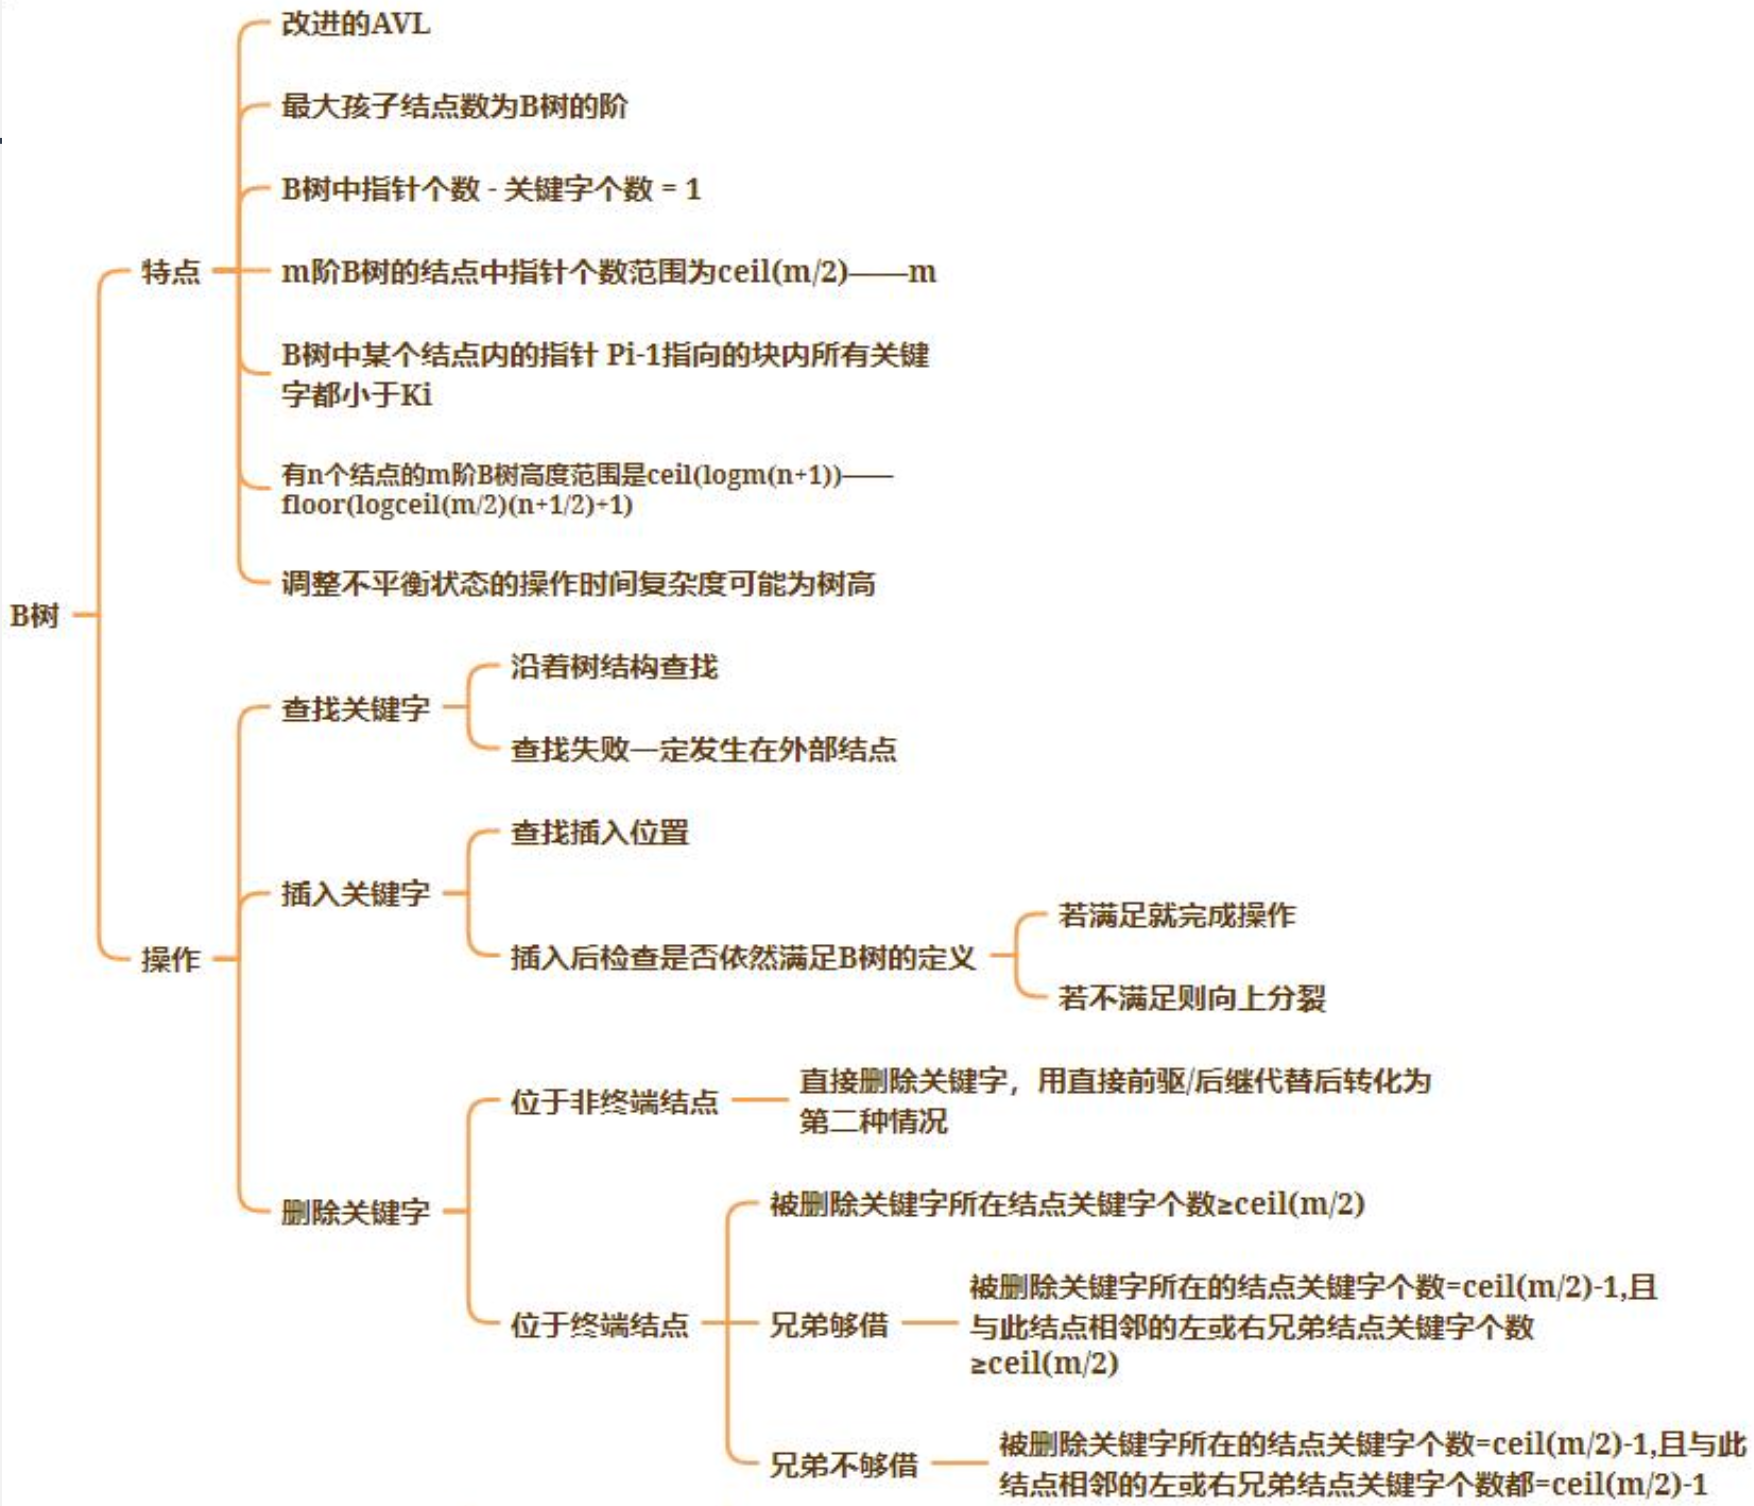 改进的AVL
最大孩子结点数为B树的阶
B树中指针个数 - 关键字个数 = 1
特点
m阶B树的结点中指针个数范围为ceil(m/2)——m
B树中某个结点内的指针 Pi-1指向的块内所有关键
字都小于Ki
有n个结点的m阶B树高度范围是ceil(logm(n+1))——
floor(logceil(m/2)(n+1/2)+1)
调整不平衡状态的操作时间复杂度可能为树高
B树
沿着树结构查找
查找关键字
查找失败一定发生在外部结点
查找插入位置
插入关键字
若满足就完成操作
插入后检查是否依然满足B树的定义
操作
若不满足则向上分裂
直接删除关键字，用直接前驱/后继代替后转化为
位于非终端结点
第二种情况
被删除关键字所在结点关键字个数≥ceil(m/2)
删除关键字
被删除关键字所在的结点关键字个数=ceil(m/2)-1,且
位于终端结点
兄弟够借
与此结点相邻的左或右兄弟结点关键字个数
≥ceil(m/2)
被删除关键字所在的结点关键字个数=ceil(m/2)-1,且与此
兄弟不够借
结点相邻的左或右兄弟结点关键字个数都=ceil(m/2)-1